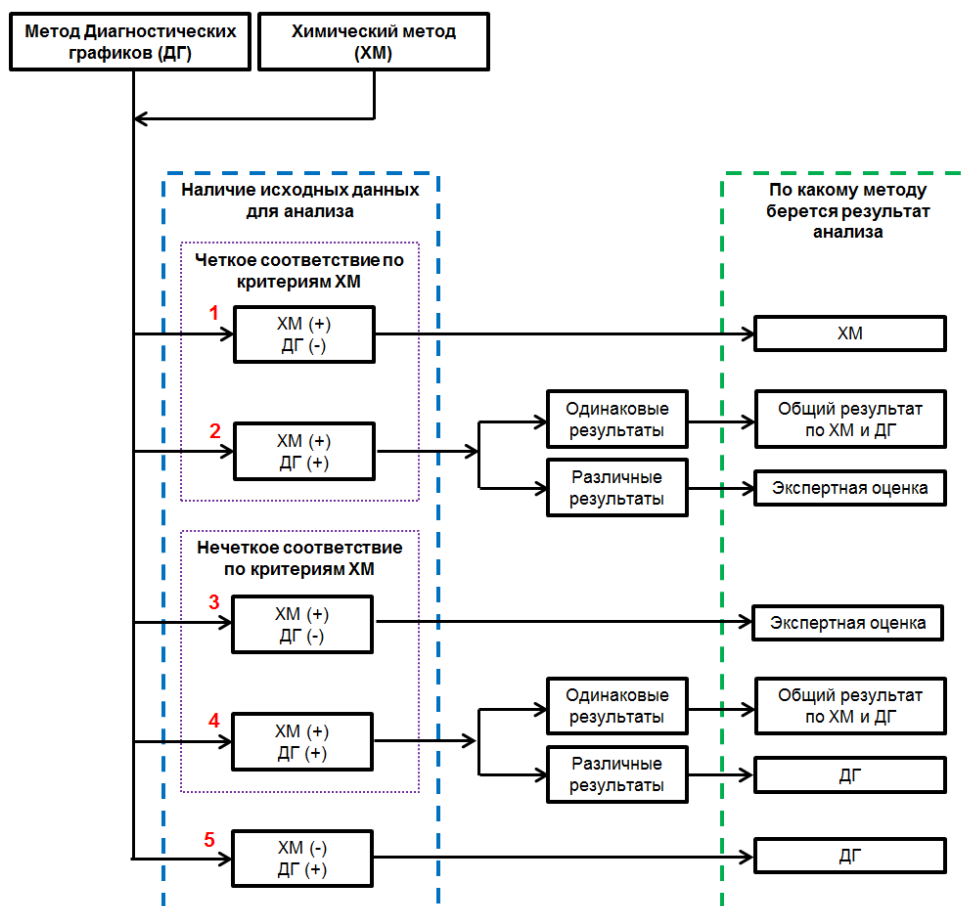 Метод Диагностических
графиков (ДГ)
Химический метод
(ХМ)
Наличие исходных данных
для анализа
По какому методу
берется результат
анализа
Четкое соответствие по
критериям ХМ
1
ХМ (+)
ДГ (-)
ХМ
2
ХМ (+)
ДГ (+)
Одинаковые
результаты
Общий результат
по ХМ и ДГ
Различные
результаты
Экспертная оценка
Нечеткое соответствие
по критериям ХМ
3
ХМ (+)
ДГ (-)
Экспертная оценка
4
ХМ (+)
ДГ (+)
Одинаковые
результаты
Общий результат
по ХМ и ДГ
Различные
результаты
ДГ
5
ХМ (-)
ДГ (+)
ДГ